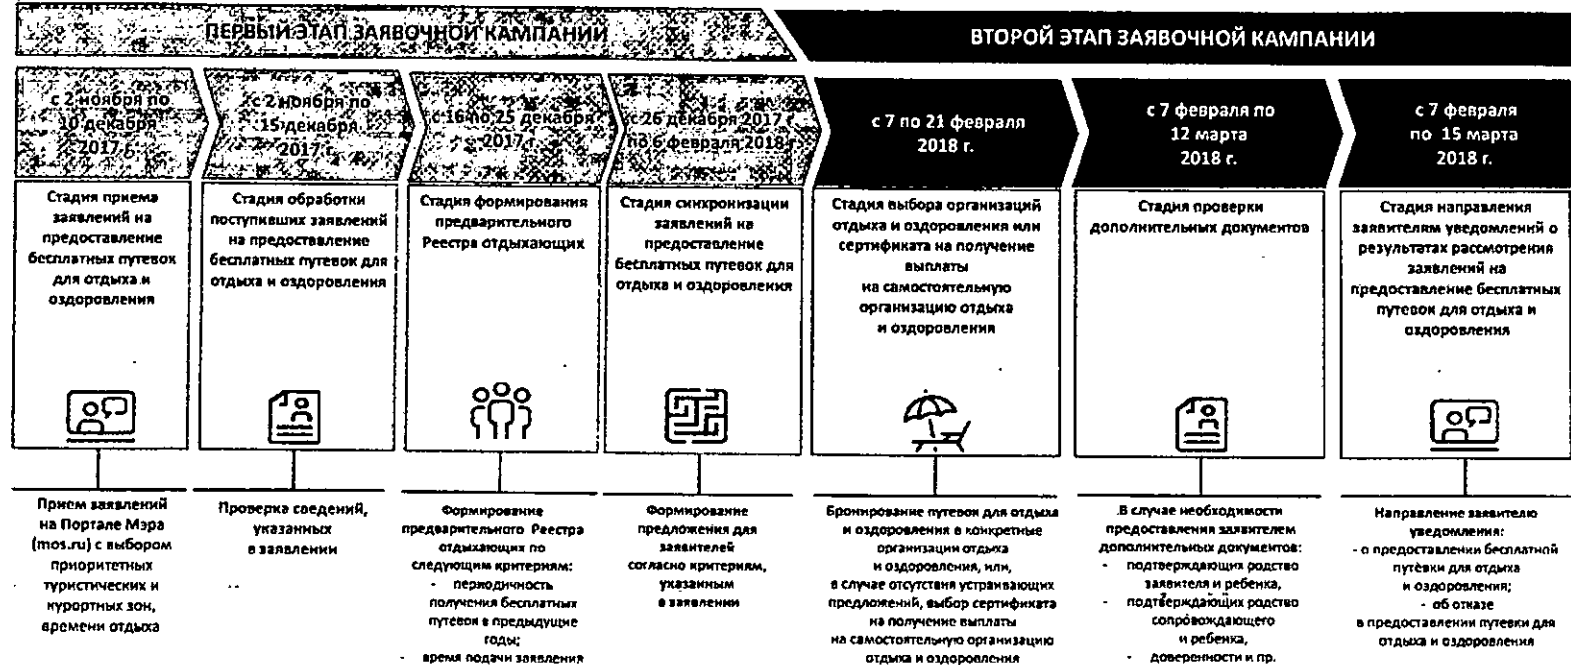 ПЕРВЫЙ ЭТАП ЗАЯВОЧНОЙ КАМПАНИИ
ВТОРОЙ ЭТАП ЗАЯВОЧНОЙ КАМПАНИИ
с 2 ноября по
10 декабря
2017 г.
с 2 ноября по
15 декабря
2017 г.
с 16 по 25 декабря
2017 г.
с 26 декабря 2017 г.
по 6 февраля 2018 г.
с 7 по 21 февраля
2018 г.
с 7 февраля по
12 марта
2018 г.
с 7 февраля
по 15 марта
2018 г.
Стадия приема
заявлений на
предоставление
бесплатных путевок
для отдыха и
оздоровления
Стадия обработки
поступивших заявлений
на предоставление
бесплатных путевок для
отдыха и оздоровления
Стадия формирования
предварительного
Реестра отдыхающих
Стадия синхронизации
заявлений на
предоставление
бесплатных путевок для
отдыха и оздоровления
Стадия выбора организаций
отдыха и оздоровления или
сертификата на получение
выплаты
на самостоятельную
организацию отдыха
и оздоровления
Стадия проверки
дополнительных документов
Стадия направления
заявителям уведомлений о
результатах рассмотрения
заявлений на
предоставление бесплатных
путевок для отдыха и
оздоровления
Прием заявлений
на Портале Мэра
(mos.ru) с выбором
приоритетных
туристических и
курортных зон,
времени отдыха
Проверка сведений,
указанных
в заявлении
Формирование
предварительного Реестра
отдыхающих по
следующим критериям:
- периодичность
получения бесплатных
путевок в предыдущие
годы;
- время подачи заявления
Формирование
предложения для
заявителей
согласно критериям,
указанным
в заявлении
Бронирование путевок для отдыха
и оздоровления в конкретные
организации отдыха
и оздоровления, или,
в случае отсутствия устраивающих
предложений, выбор сертификата
на получение выплаты
на самостоятельную организацию
отдыха и оздоровления
В случае необходимости
предоставления заявителем
дополнительных документов:
- подтверждающих родство
заявителя и ребенка,
- подтверждающих родство
сопровождающего
и ребенка,
- доверенности и пр.
Направление заявителю
уведомления:
- о предоставлении бесплатной
путёвки для отдыха
и оздоровления;
- об отказе
в предоставлении путевки для
отдыха и оздоровления